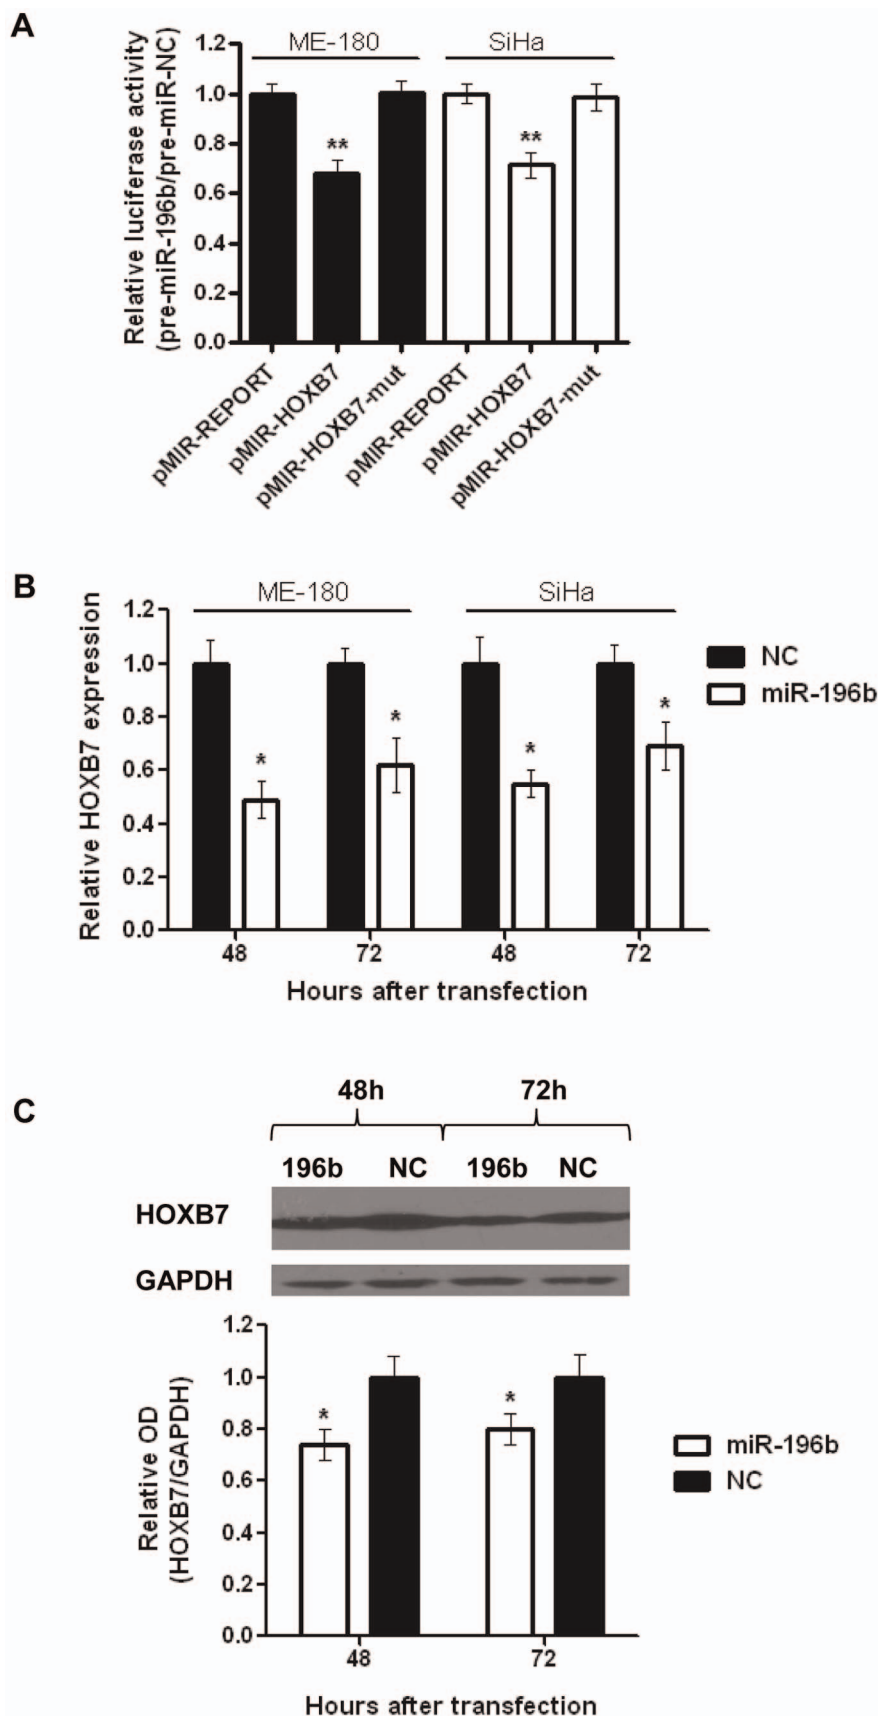 A
Relative luciferase activity
(pre-miR-196b/pre-miR-NC)
ME-180 SiHa
1.2
1.0
0.8
0.6
0.4
0.2
0.0
** **
pMIR-REPORT
pMIR-HOXB7
pMIR-HOXB7-mut
pMIR-REPORT
pMIR-HOXB7
pMIR-HOXB7-mut
B
Relative HOXB7 expression
ME-180 SiHa
1.2
1.0
0.8
0.6
0.4
0.2
0.0
* * * *
NC
miR-196b
48 72 48 72
Hours after transfection
C
48h 72h
196b NC 196b NC
HOXB7
GAPDH
Relative OD
(HOXB7/GAPDH)
1.2
1.0
0.8
0.6
0.4
0.2
0.0
* *
miR-196b
NC
48 72
Hours after transfection